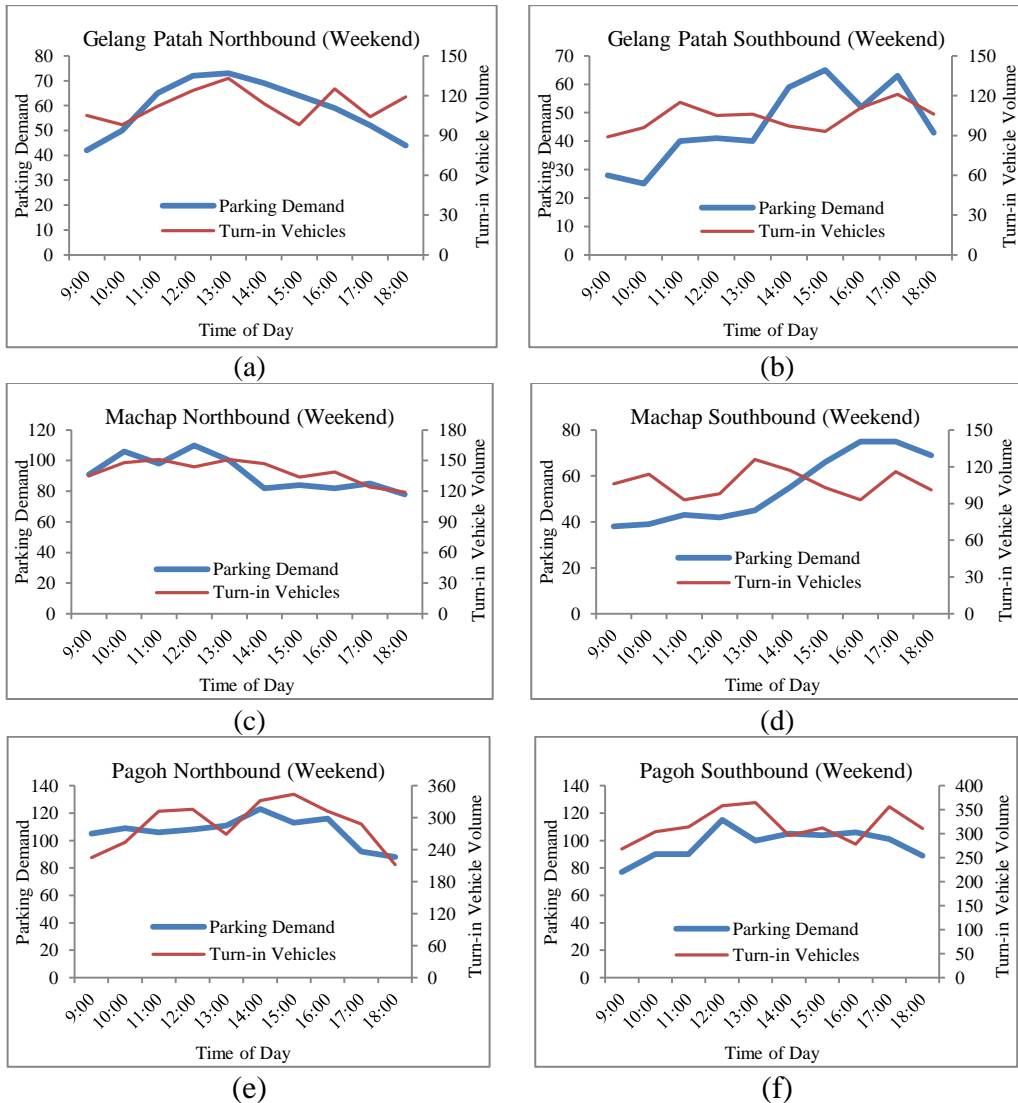 Gelang Patah Northbound (Weekend)
Parking Demand
80
70
60
50
40
30
20
10
0
150
120
90
60
30
0
Turn-in Vehicle Volume
Parking Demand
Turn-in Vehicles
9:00 10:00 11:00 12:00 13:00 14:00 15:00 16:00 17:00 18:00
Time of Day
(a)
Gelang Patah Southbound (Weekend)
Parking Demand
70
60
50
40
30
20
10
0
150
120
90
60
30
0
Turn-in Vehicle Volume
Parking Demand
Turn-in Vehicles
9:00 10:00 11:00 12:00 13:00 14:00 15:00 16:00 17:00 18:00
Time of Day
(b)
Machap Northbound (Weekend)
Parking Demand
120
100
80
60
40
20
0
180
150
120
90
60
30
0
Turn-in Vehicle Volume
Parking Demand
Turn-in Vehicles
9:00 10:00 11:00 12:00 13:00 14:00 15:00 16:00 17:00 18:00
Time of Day
(c)
Machap Southbound (Weekend)
Parking Demand
80
60
40
20
0
150
120
90
60
30
0
Turn-in Vehicle Volume
Parking Demand
Turn-in Vehicles
9:00 10:00 11:00 12:00 13:00 14:00 15:00 16:00 17:00 18:00
Time of Day
(d)
Pagoh Northbound (Weekend)
Parking Demand
140
120
100
80
60
40
20
0
360
300
240
180
120
60
0
Turn-in Vehicle Volume
Parking Demand
Turn-in Vehicles
9:00 10:00 11:00 12:00 13:00 14:00 15:00 16:00 17:00 18:00
Time of Day
(e)
Pagoh Southbound (Weekend)
Parking Demand
140
120
100
80
60
40
20
0
400
350
300
250
200
150
100
50
0
Turn-in Vehicle Volume
Parking Demand
Turn-in Vehicles
9:00 10:00 11:00 12:00 13:00 14:00 15:00 16:00 17:00 18:00
Time of Day
(f)